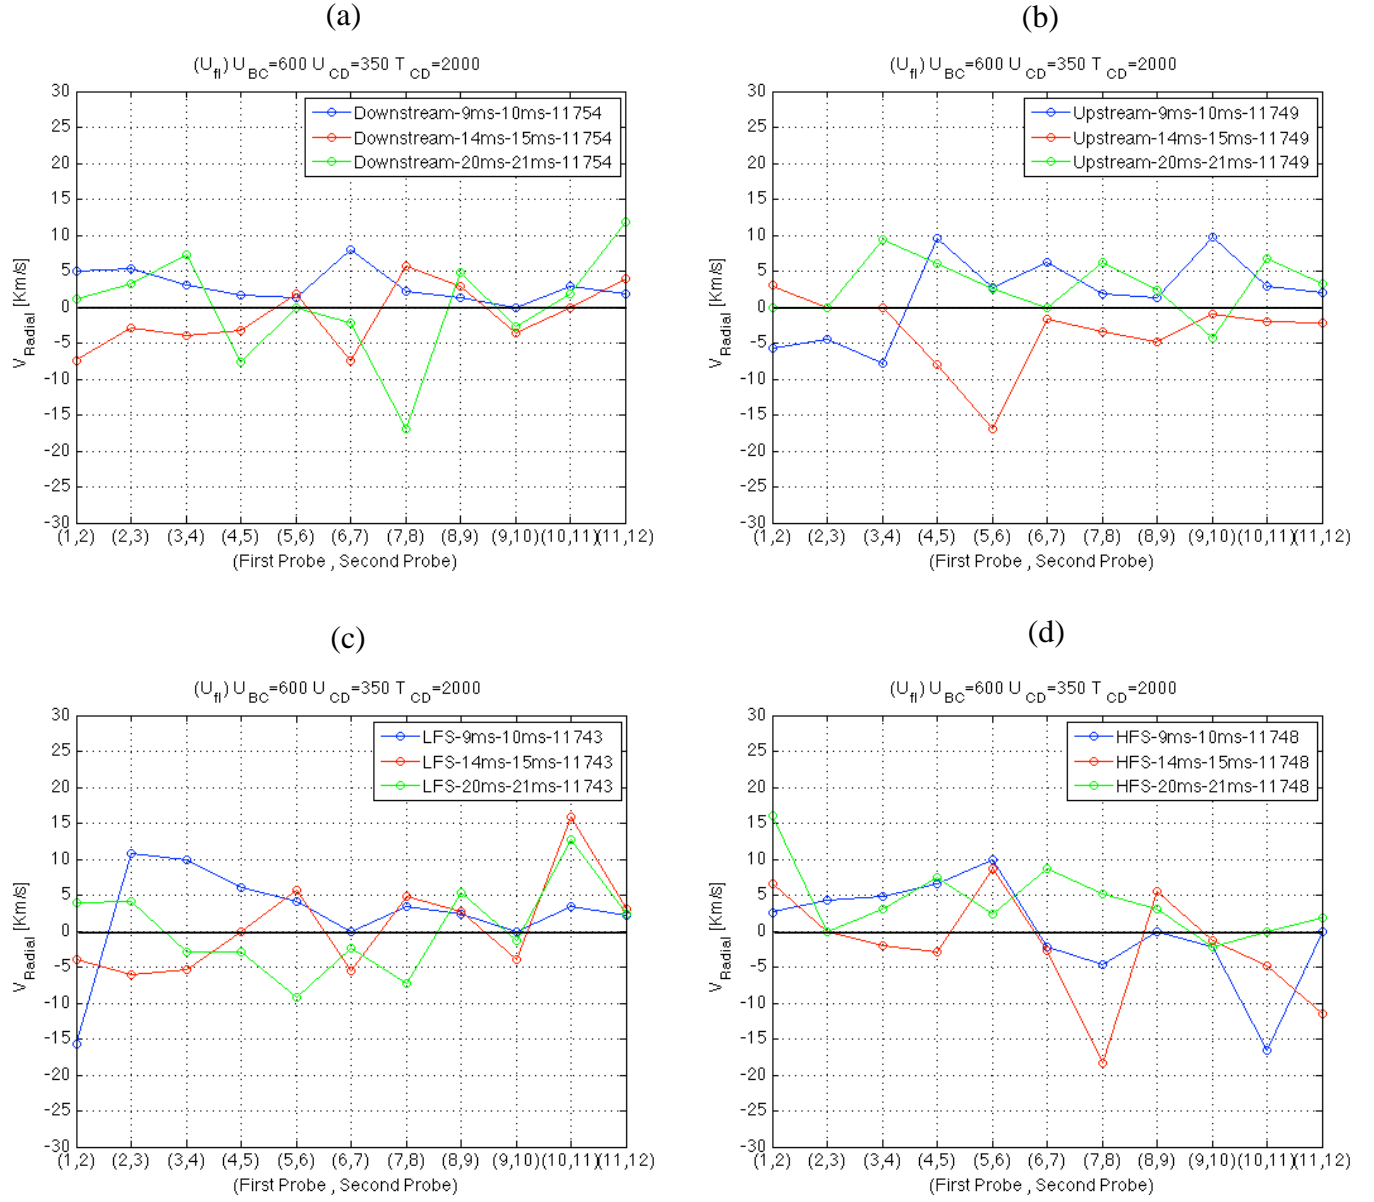 (a)
(U_fl) U_BC=600 U_CD=350 T_CD=2000
Downstream-9ms-10ms-11754
Downstream-14ms-15ms-11754
Downstream-20ms-21ms-11754
30
25
20
15
10
5
0
-5
-10
-15
-20
-25
-30
V_Radial [Km/s]
(1,2) (2,3) (3,4) (4,5) (5,6) (6,7) (7,8) (8,9) (9,10) (10,11) (11,12)
(First Probe , Second Probe)
(b)
(U_fl) U_BC=600 U_CD=350 T_CD=2000
Upstream-9ms-10ms-11749
Upstream-14ms-15ms-11749
Upstream-20ms-21ms-11749
30
25
20
15
10
5
0
-5
-10
-15
-20
-25
-30
V_Radial [Km/s]
(1,2) (2,3) (3,4) (4,5) (5,6) (6,7) (7,8) (8,9) (9,10) (10,11) (11,12)
(First Probe , Second Probe)
(c)
(U_fl) U_BC=600 U_CD=350 T_CD=2000
LFS-9ms-10ms-11743
LFS-14ms-15ms-11743
LFS-20ms-21ms-11743
30
25
20
15
10
5
0
-5
-10
-15
-20
-25
-30
V_Radial [Km/s]
(1,2) (2,3) (3,4) (4,5) (5,6) (6,7) (7,8) (8,9) (9,10) (10,11) (11,12)
(First Probe , Second Probe)
(d)
(U_fl) U_BC=600 U_CD=350 T_CD=2000
HFS-9ms-10ms-11748
HFS-14ms-15ms-11748
HFS-20ms-21ms-11748
30
25
20
15
10
5
0
-5
-10
-15
-20
-25
-30
V_Radial [Km/s]
(1,2) (2,3) (3,4) (4,5) (5,6) (6,7) (7,8) (8,9) (9,10) (10,11) (11,12)
(First Probe , Second Probe)